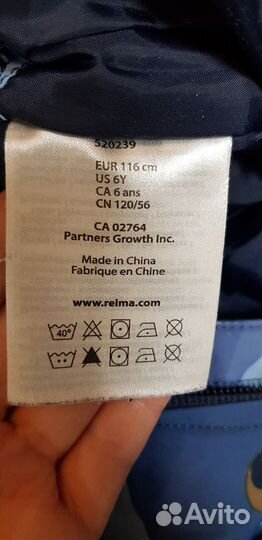 520239
EUR 116 cm
US 6Y
CA 6 ans
CN 120/56
CA 02764
Partners Growth Inc.
Made in China
Fabrique en Chine
www.reima.com
40°
Avito